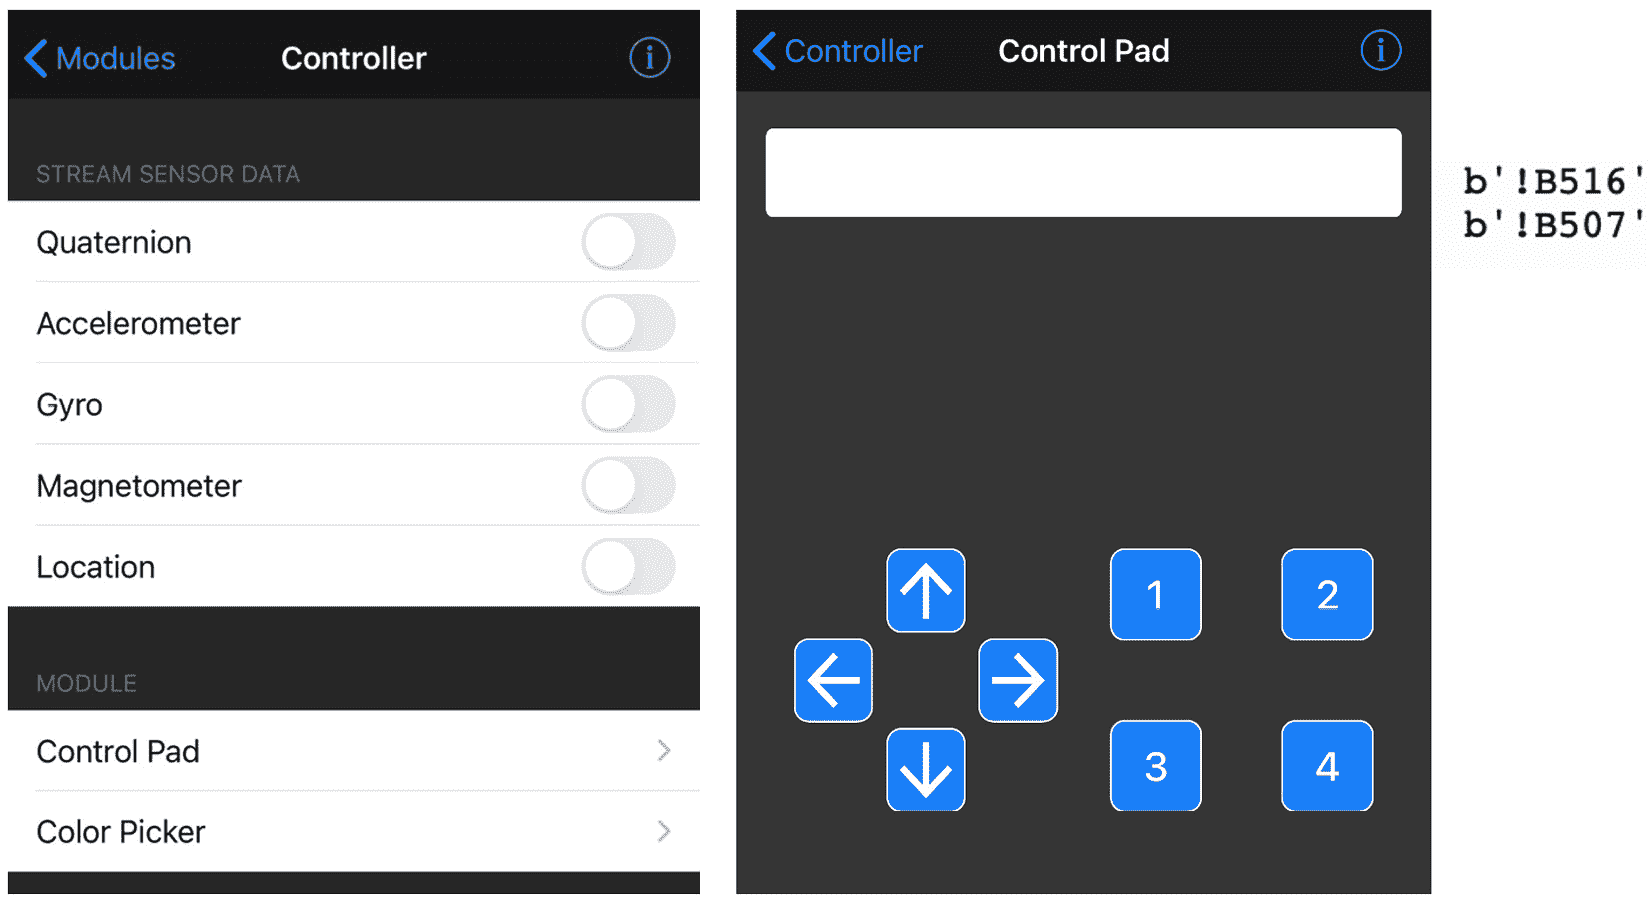 Modules
Controller
STREAM SENSOR DATA
Quaternion
Accelerometer
Gyro
Magnetometer
Location
MODULE
Control Pad
Color Picker
Controller
Control Pad
1
2
3
4
b'!B516'
b'!B507'